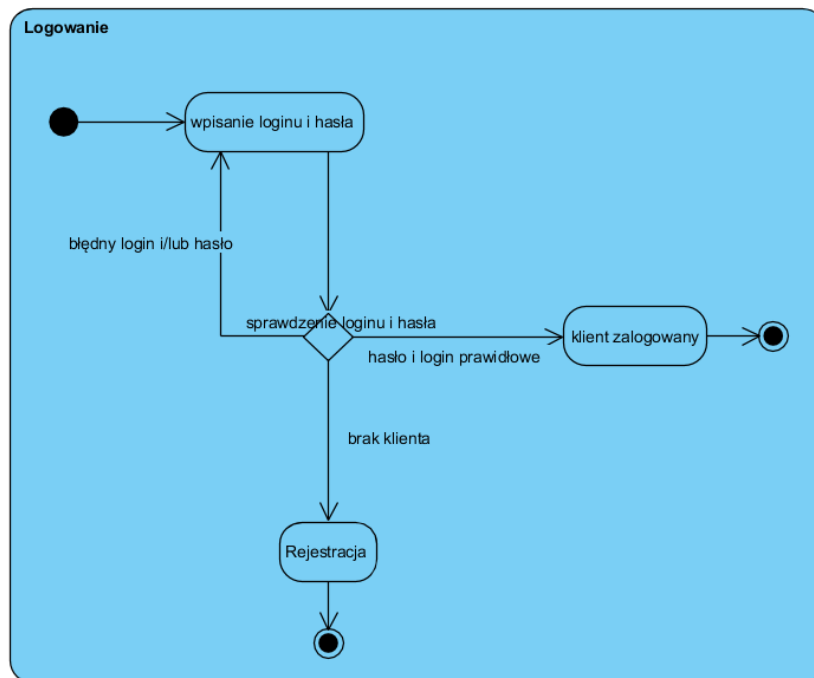 Logowanie
wpisanie loginu i hasła
błędny login i/lub hasło
sprawdzenie loginu i hasła
klient zalogowany
hasło i login prawidłowe
brak klienta
Rejestracja